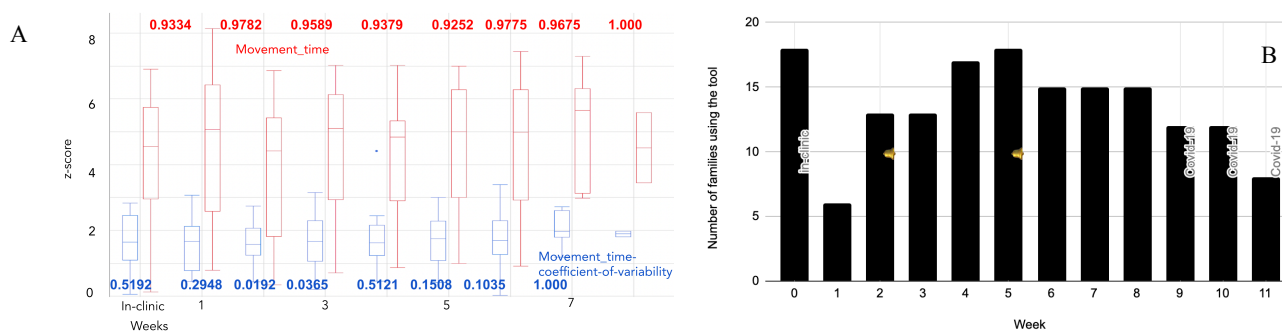 A
0.9334 0.9782 0.9589 0.9379 0.9252 0.9775 0.9675 1.000
Movement_time
8
6
4
2
0
z-score
Movement_time-
coefficient-of-variability
0.5192 0.2948 0.0192 0.0365 0.5121 0.1508 0.1035 1.000
In-clinic 1 3 5 7
Weeks
B
20
15
10
5
0
Number of families using the tool
in-clinic
Covid-19
Covid-19
Covid-19
0 1 2 3 4 5 6 7 8 9 10 11
Week